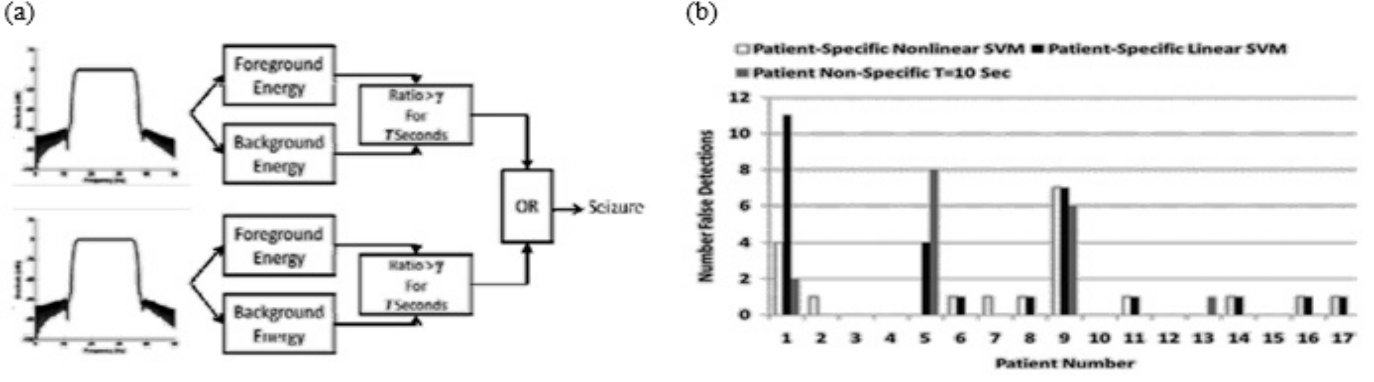 (a)
Foreground
Energy
Background
Energy
Ratio>γ
For
T Seconds
Foreground
Energy
Background
Energy
Ratio>γ
For
T Seconds
OR
Seizure
(b)
Patient-Specific Nonlinear SVM
Patient-Specific Linear SVM
Patient Non-Specific T=10 Sec
Number False Detections
12
10
8
6
4
2
0
1 2 3 4 5 6 7 8 9 10 11 12 13 14 15 16 17
Patient Number